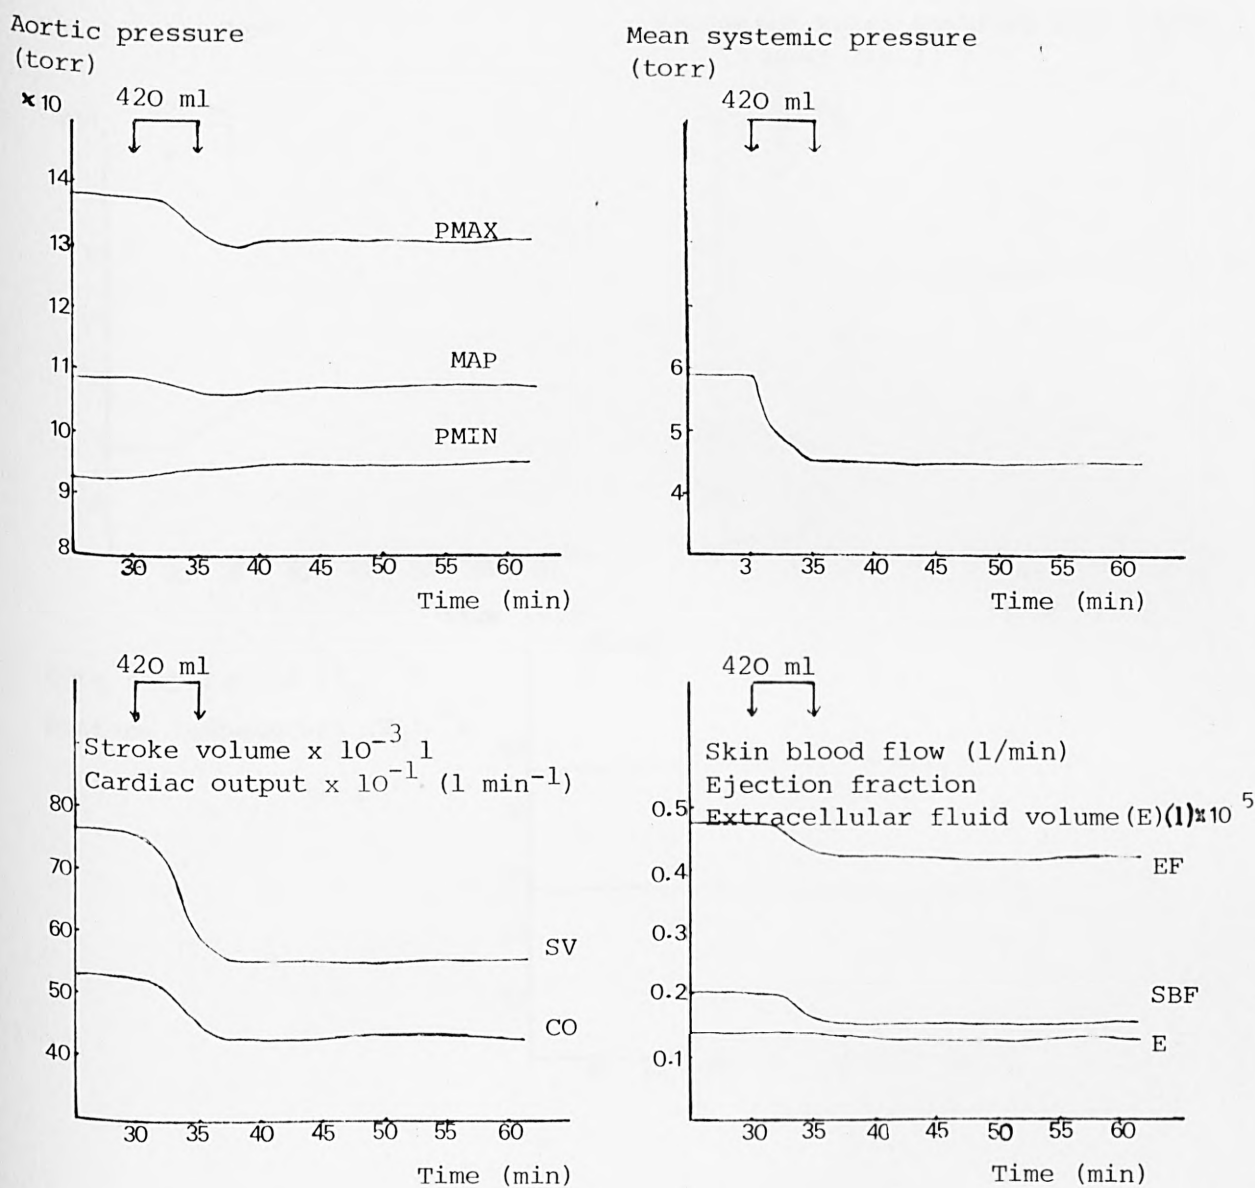 Aortic pressure
(torr)
×10
420 ml
14
13
12
11
10
9
8
PMAX
MAP
PMIN
30 35 40 45 50 55 60
Time (min)
Mean systemic pressure
(torr)
420 ml
6
5
4
3 35 40 45 50 55 60
Time (min)
420 ml
Stroke volume x 10⁻³ l
Cardiac output x 10⁻¹ (l min⁻¹)
80
70
60
50
40
SV
CO
30 35 40 45 50 55 60
Time (min)
420 ml
Skin blood flow (l/min)
Ejection fraction
Extracellular fluid volume (E)(l)×10⁵
0.5
0.4
0.3
0.2
0.1
EF
SBF
E
30 35 40 45 50 55 60
Time (min)